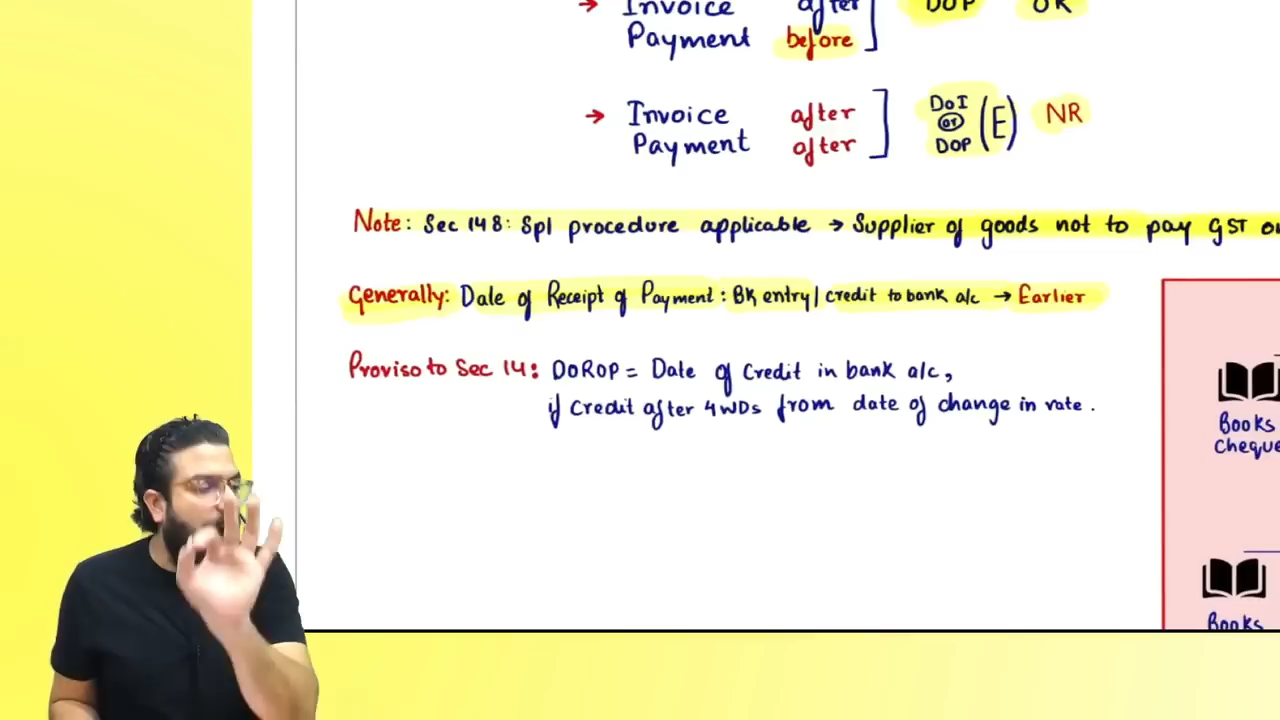 → Invoice after ] DOP OR
Payment before
→ Invoice after ] DoI (or) DOP (E) NR
Payment after
Note: Sec 148: Spl procedure applicable → Supplier of goods not to pay GST on
Generally: Date of Receipt of Payment: Bk entry/ credit to bank a/c → Earlier
Proviso to Sec 14: DOROP = Date of Credit in bank a/c,
if Credit after 4WDs from date of change in rate.
Books
Cheque
Books